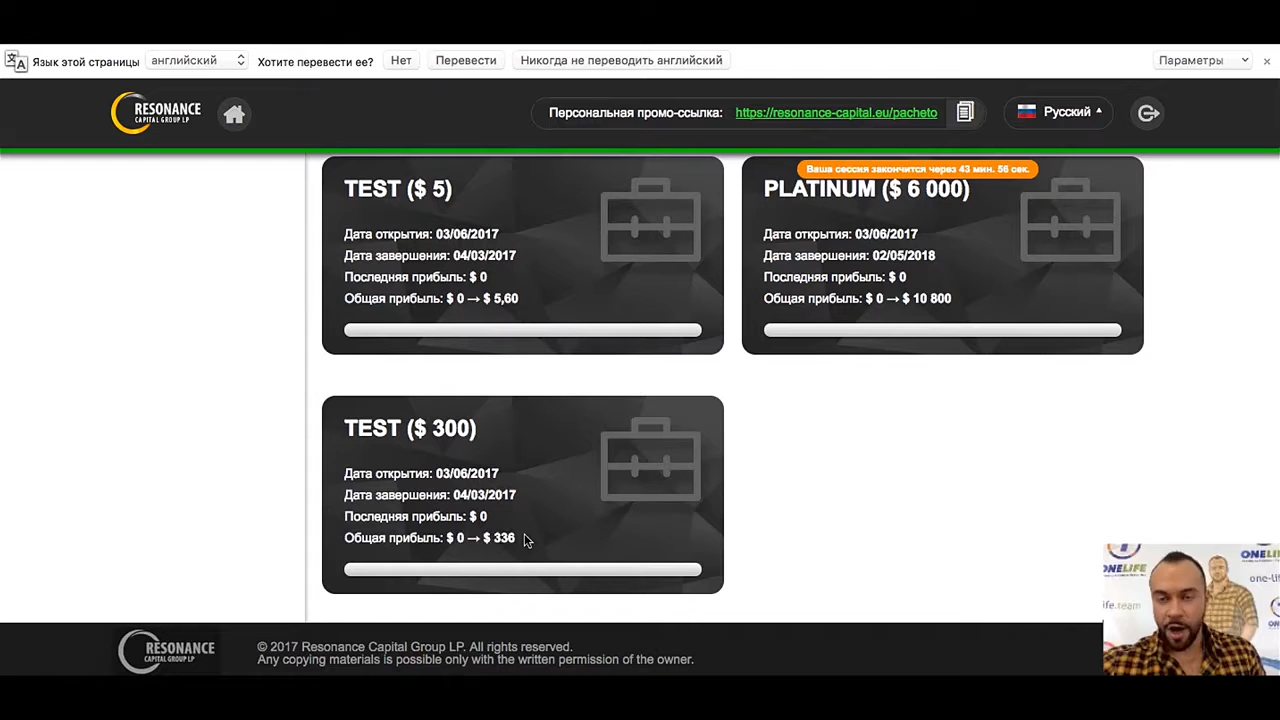 Язык этой страницы английский Хотите перевести ее? Нет Перевести Никогда не переводить английский Параметры
RESONANCE
CAPITAL GROUP LP
Персональная промо-ссылка: https://resonance-capital.eu/pacheto Русский
Ваша сессия закончится через 43 мин. 56 сек.
TEST ($ 5)
Дата открытия: 03/06/2017
Дата завершения: 04/03/2017
Последняя прибыль: $ 0
Общая прибыль: $ 0 → $ 5,60
PLATINUM ($ 6 000)
Дата открытия: 03/06/2017
Дата завершения: 02/05/2018
Последняя прибыль: $ 0
Общая прибыль: $ 0 → $ 10 800
TEST ($ 300)
Дата открытия: 03/06/2017
Дата завершения: 04/03/2017
Последняя прибыль: $ 0
Общая прибыль: $ 0 → $ 336
RESONANCE
CAPITAL GROUP LP
© 2017 Resonance Capital Group LP. All rights reserved.
Any copying materials is possible only with the written permission of the owner.
ONELIFE
life.team